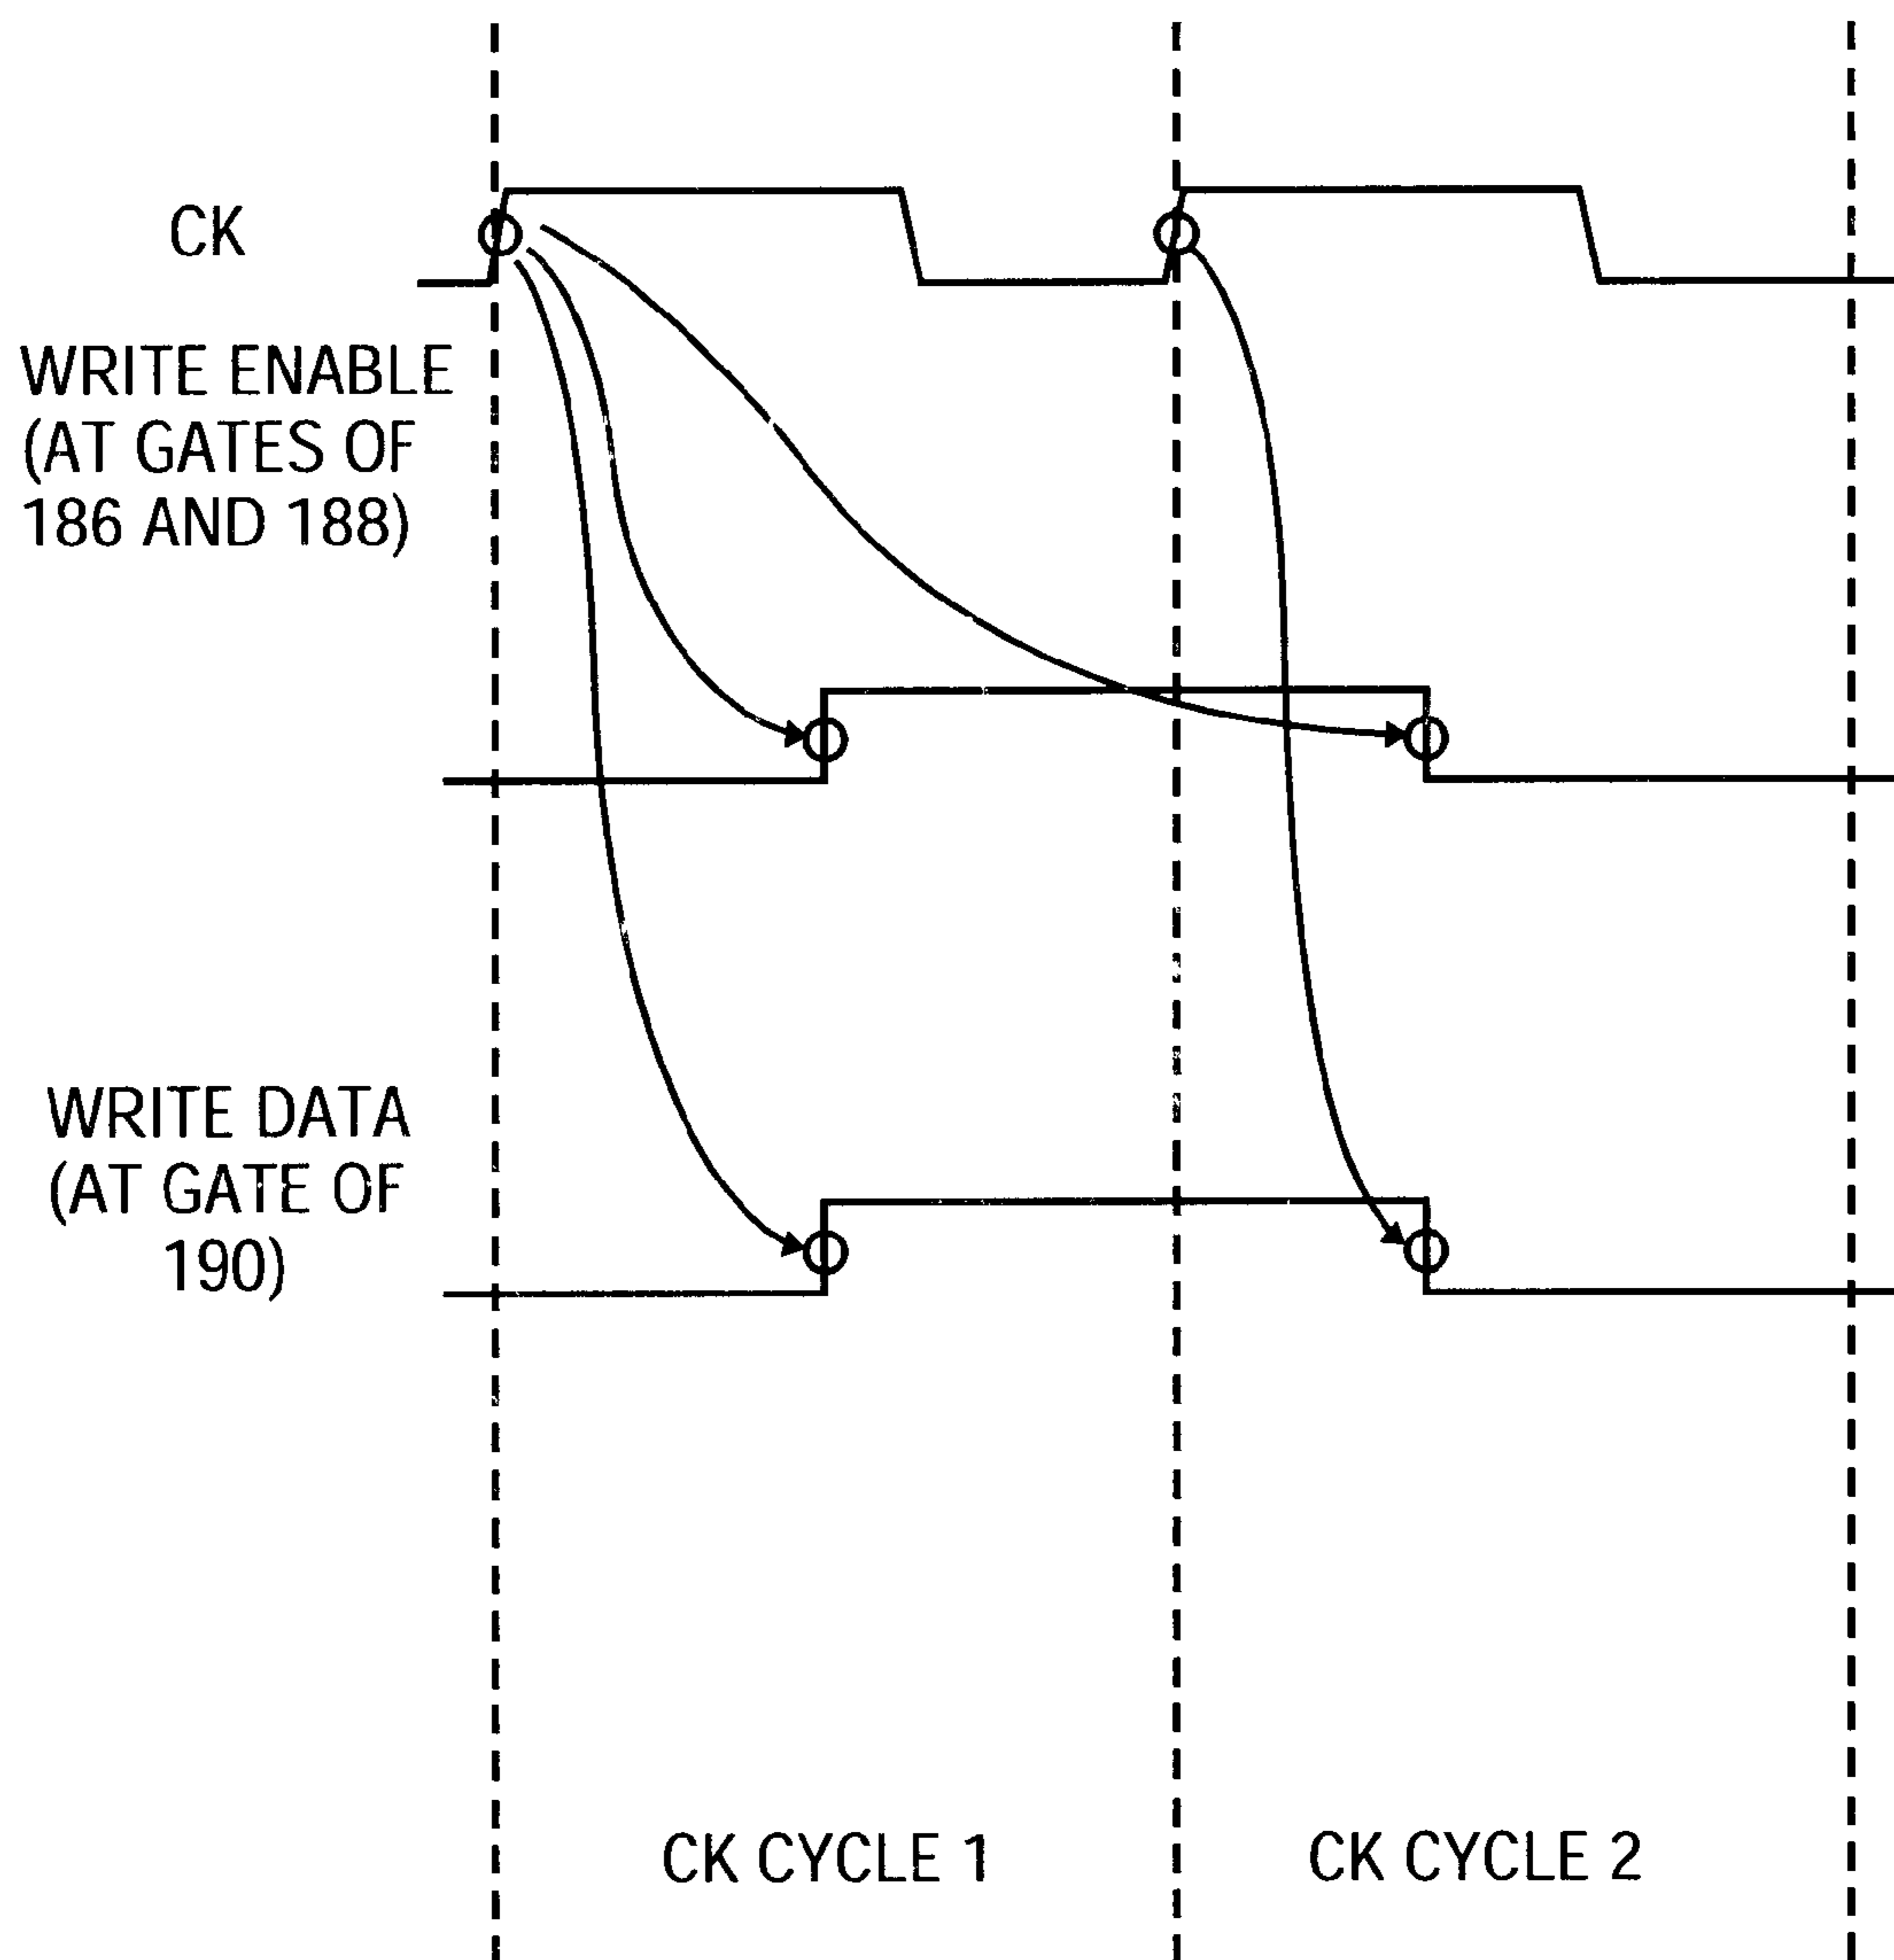 CK
WRITE ENABLE
(AT GATES OF
186 AND 188)
WRITE DATA
(AT GATE OF
190)
CK CYCLE 1
CK CYCLE 2